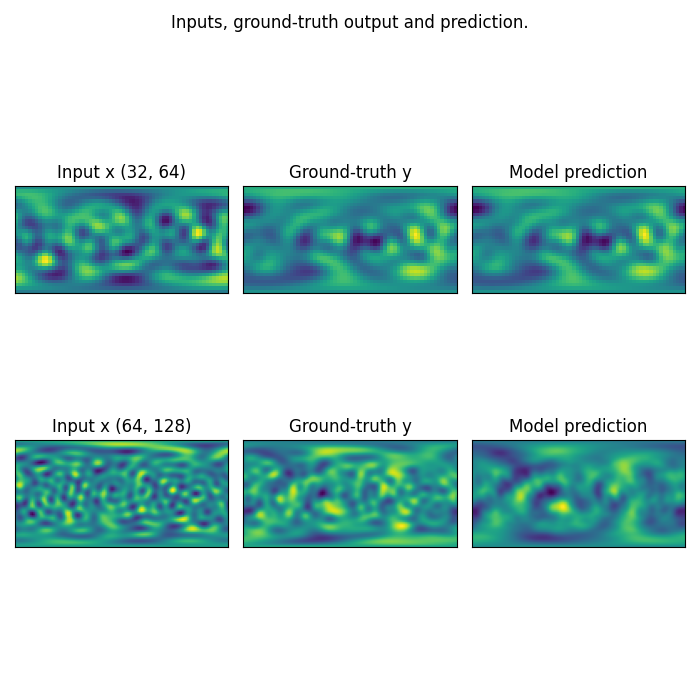 Inputs, ground-truth output and prediction.
Input x (32, 64)
Ground-truth y
Model prediction
Input x (64, 128)
Ground-truth y
Model prediction